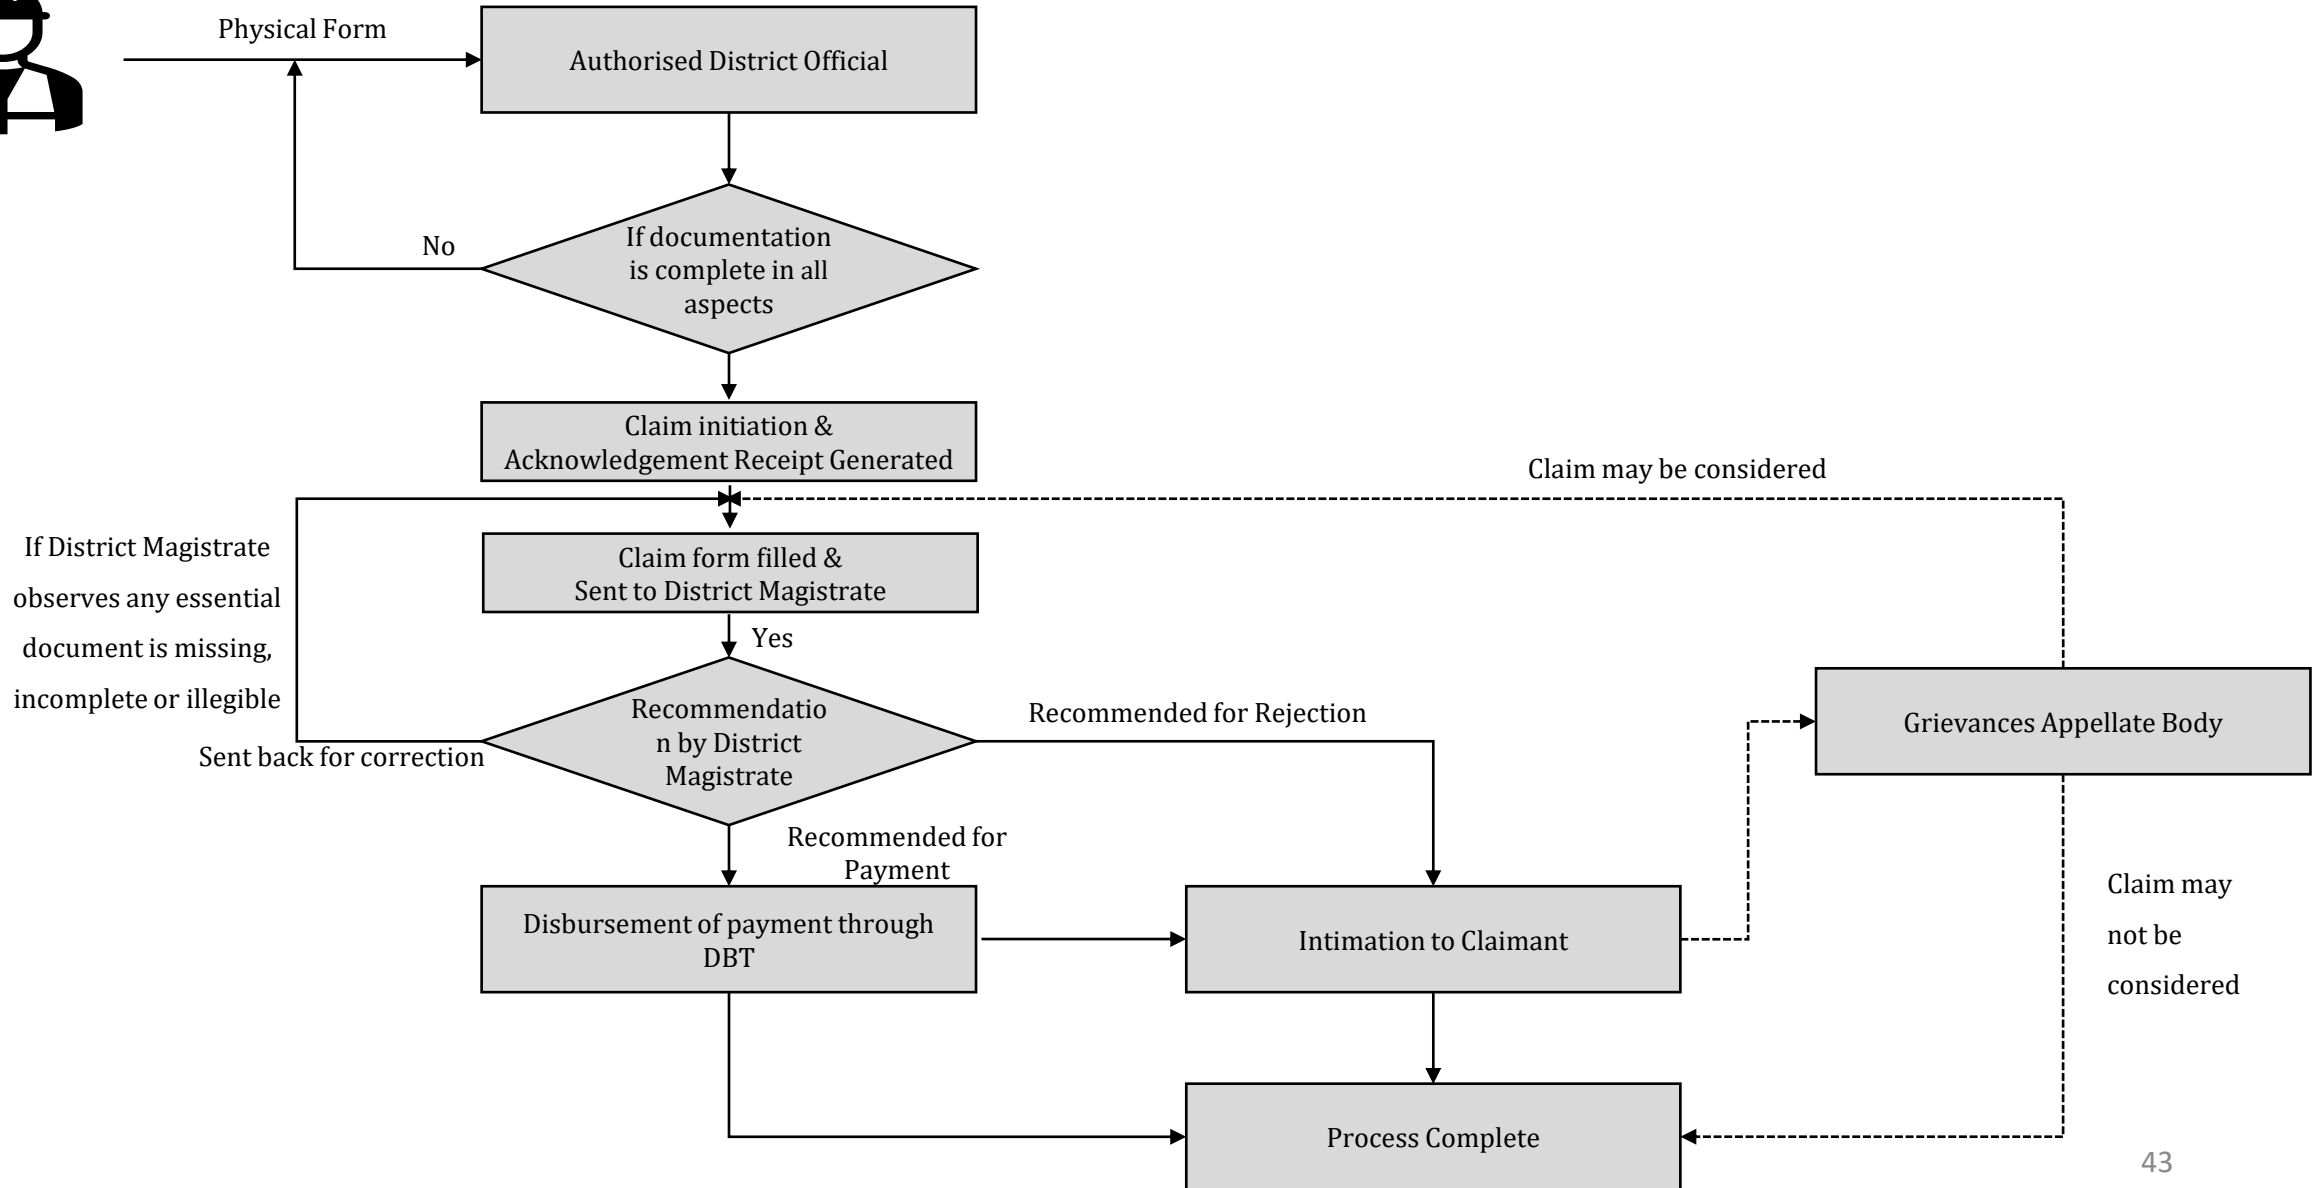 Physical Form
Authorised District Official
If documentation
is complete in all
aspects
No
Claim initiation &
Acknowledgement Receipt Generated
Claim may be considered
If District Magistrate
observes any essential
document is missing,
incomplete or illegible
Claim form filled &
Sent to District Magistrate
Yes
Recommendatio
n by District
Magistrate
Sent back for correction
Recommended for Rejection
Grievances Appellate Body
Recommended for
Payment
Disbursement of payment through
DBT
Intimation to Claimant
Claim may
not be
considered
Process Complete
43